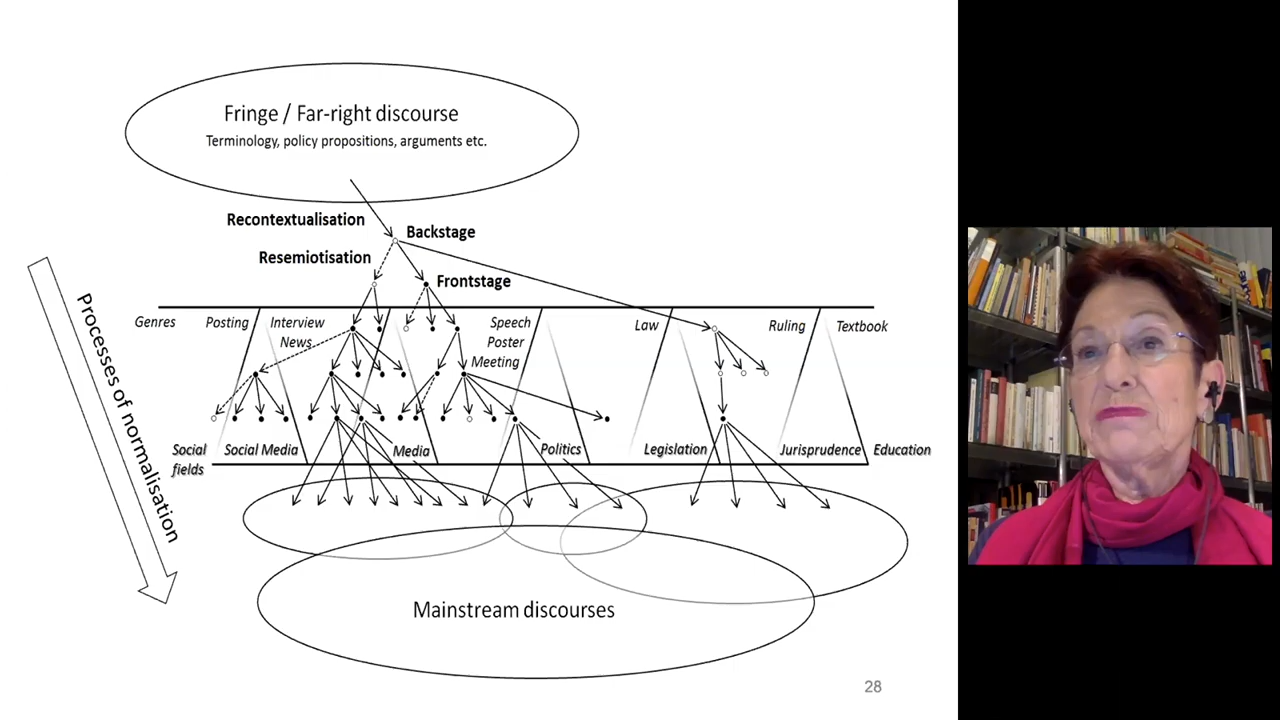 Fringe / Far-right discourse
Terminology, policy propositions, arguments etc.
Recontextualisation
Backstage
Resemiotisation
Frontstage
Processes of normalisation
Genres
Posting
Interview
News
Speech
Poster
Meeting
Law
Ruling
Textbook
Social
fields
Social Media
Media
Politics
Legislation
Jurisprudence
Education
Mainstream discourses
28